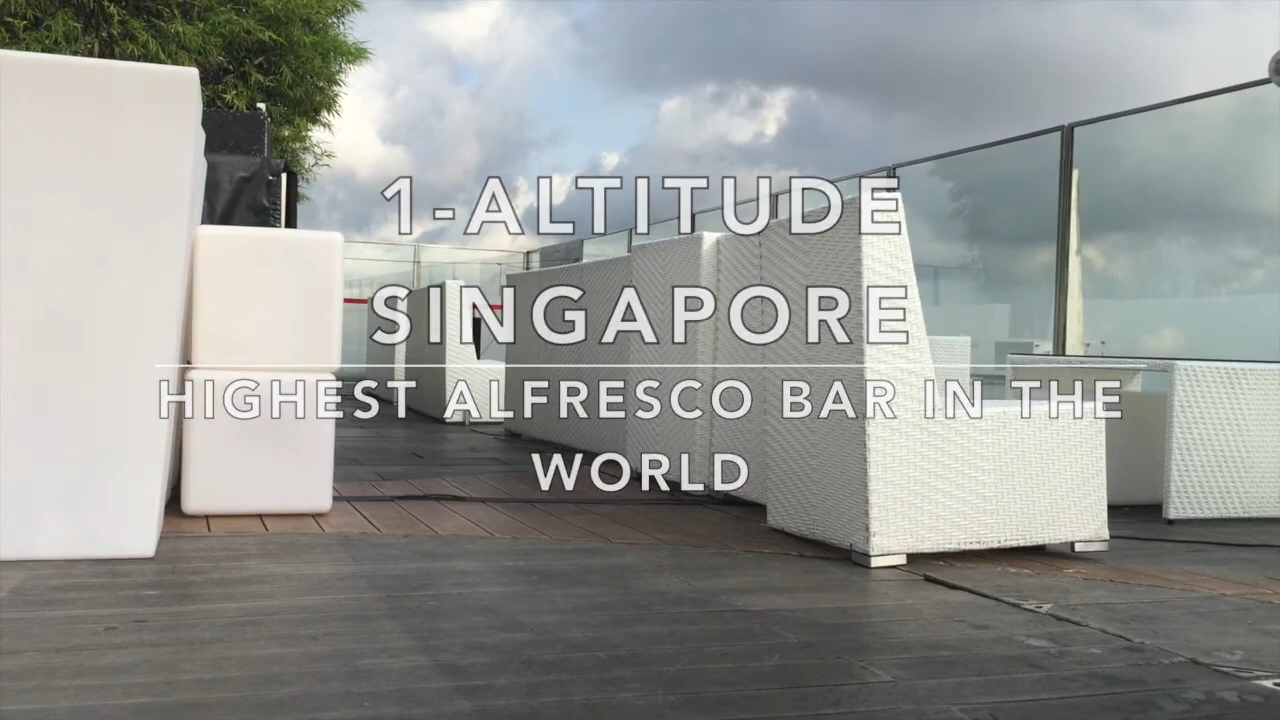 1-ALTITUDE
SINGAPORE
HIGHEST ALFRESCO BAR IN THE
WORLD